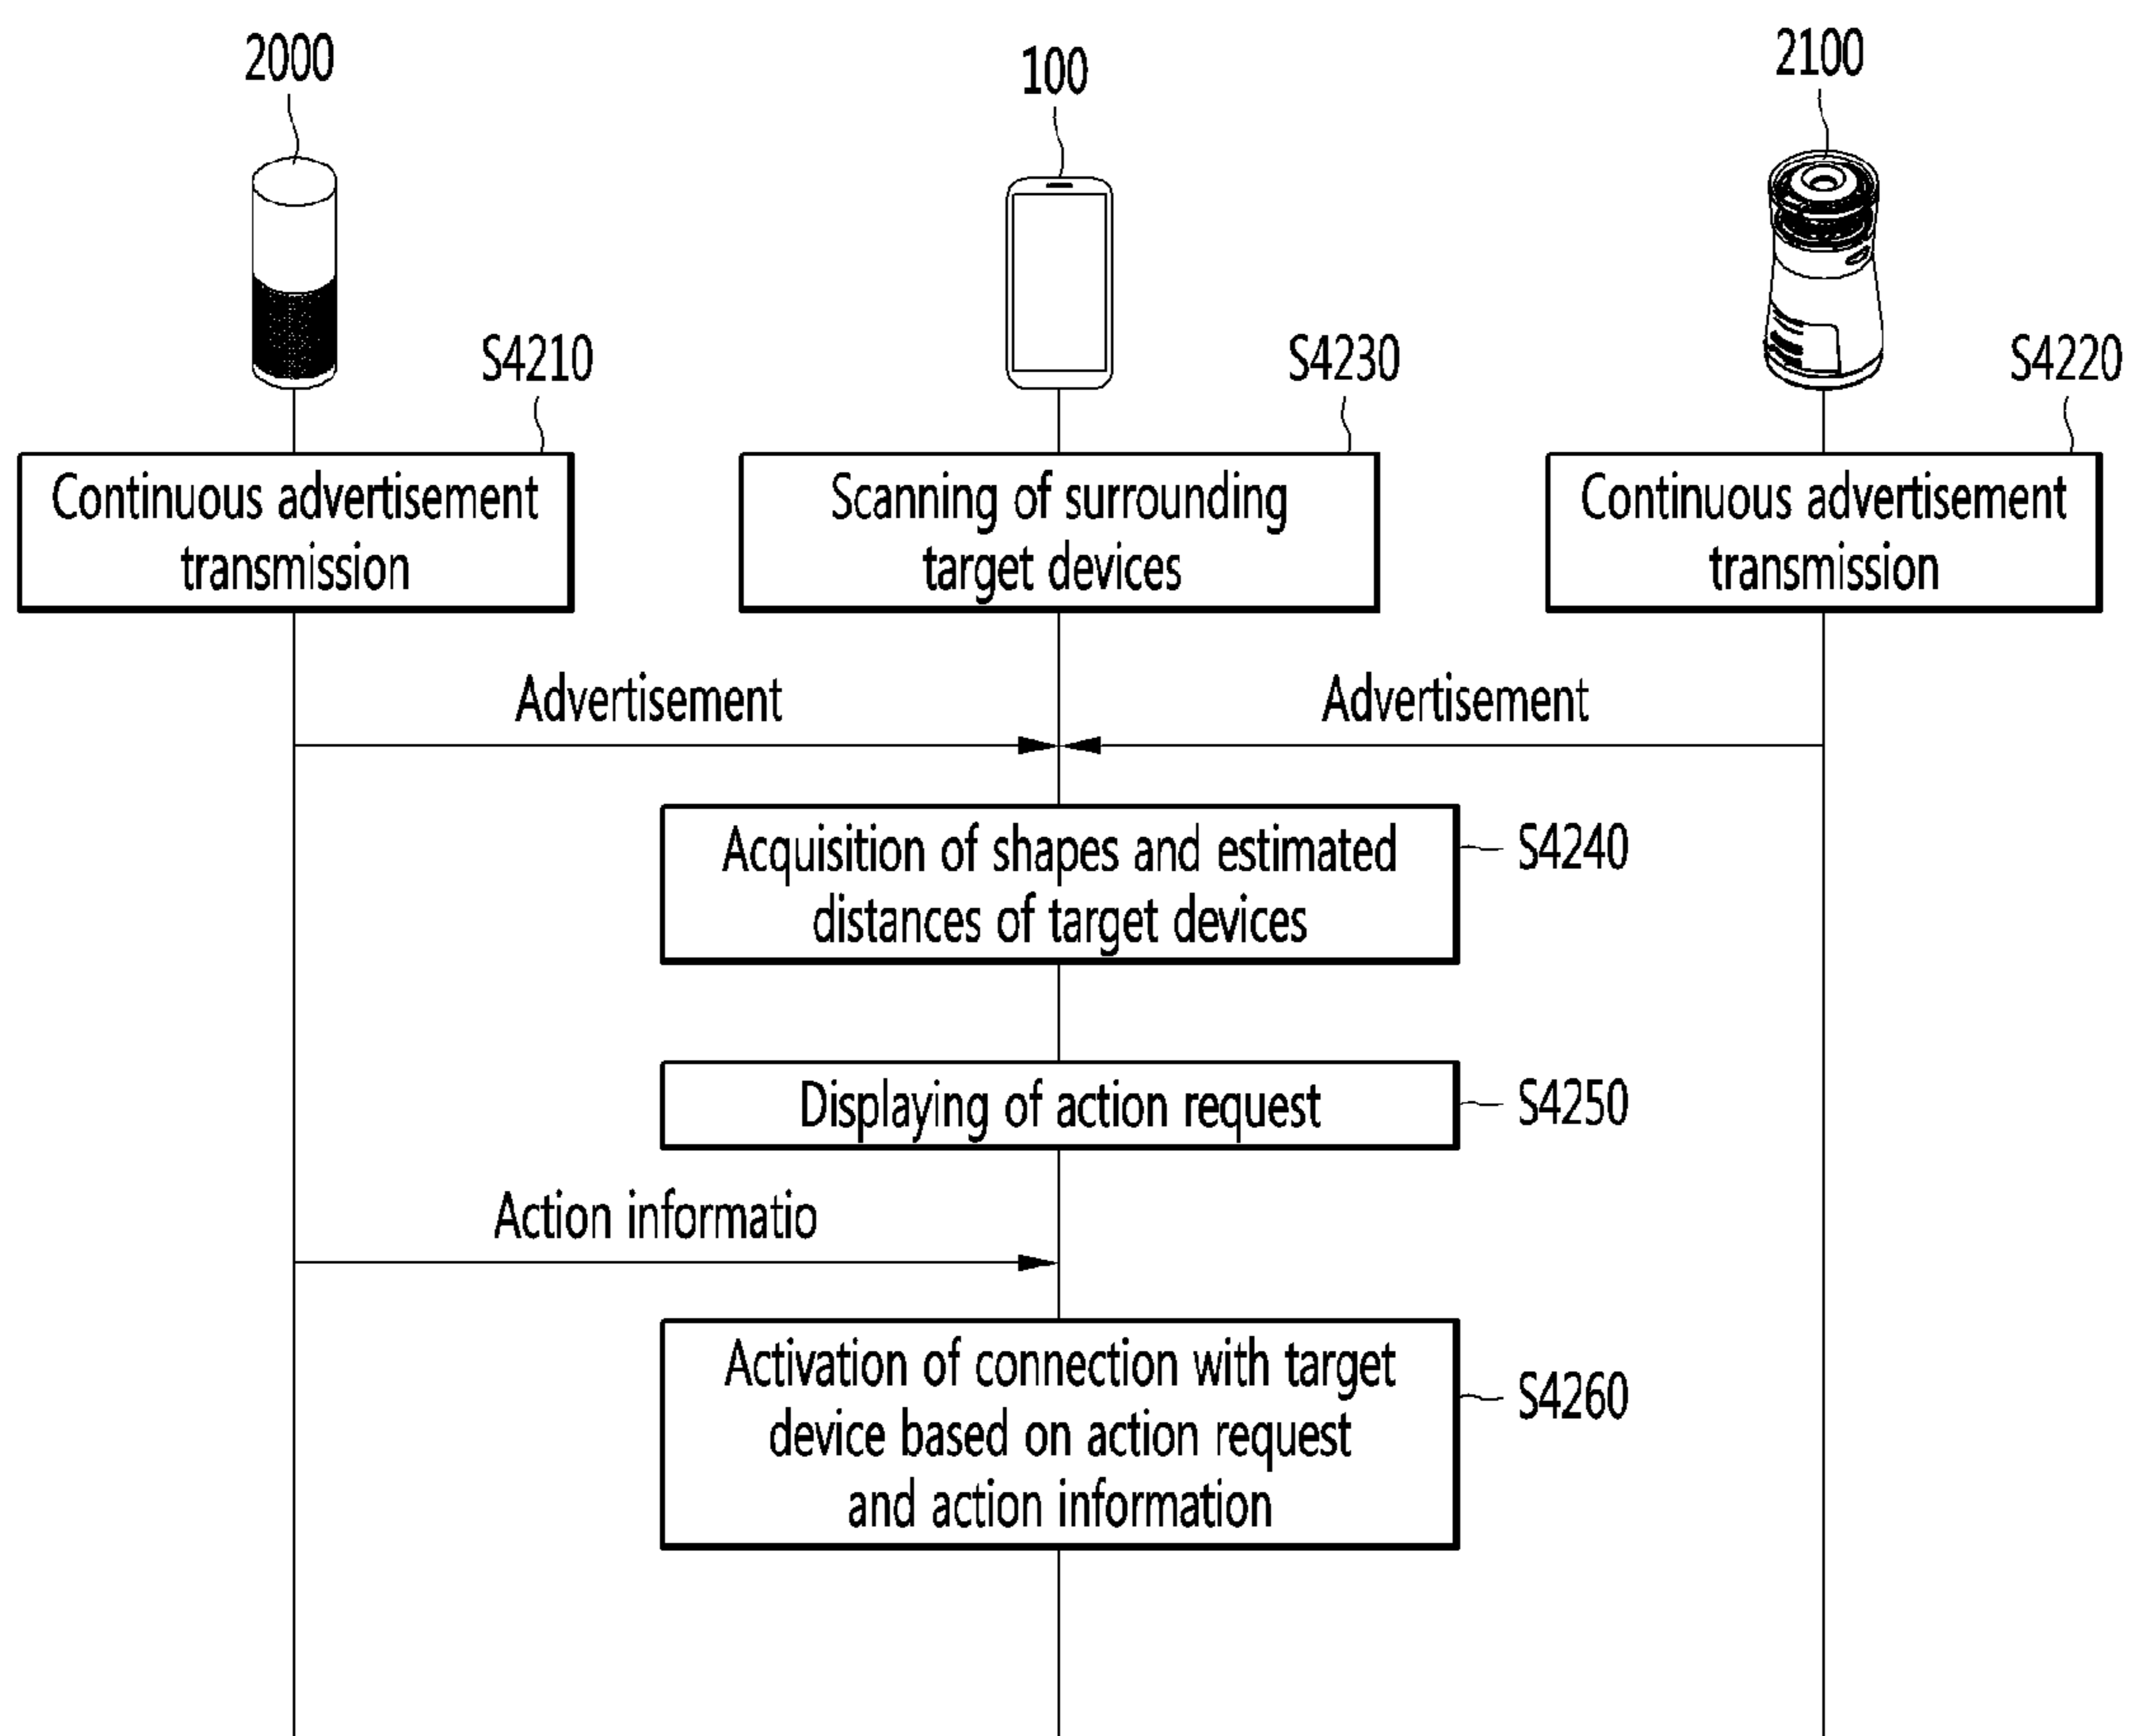 2000
100
2100
S4210
S4230
S4220
Continuous advertisement
transmission
Scanning of surrounding
target devices
Continuous advertisement
transmission
Advertisement
Advertisement
Acquisition of shapes and estimated
distances of target devices
S4240
Displaying of action request
S4250
Action informatio
Activation of connection with target
device based on action request
and action information
S4260